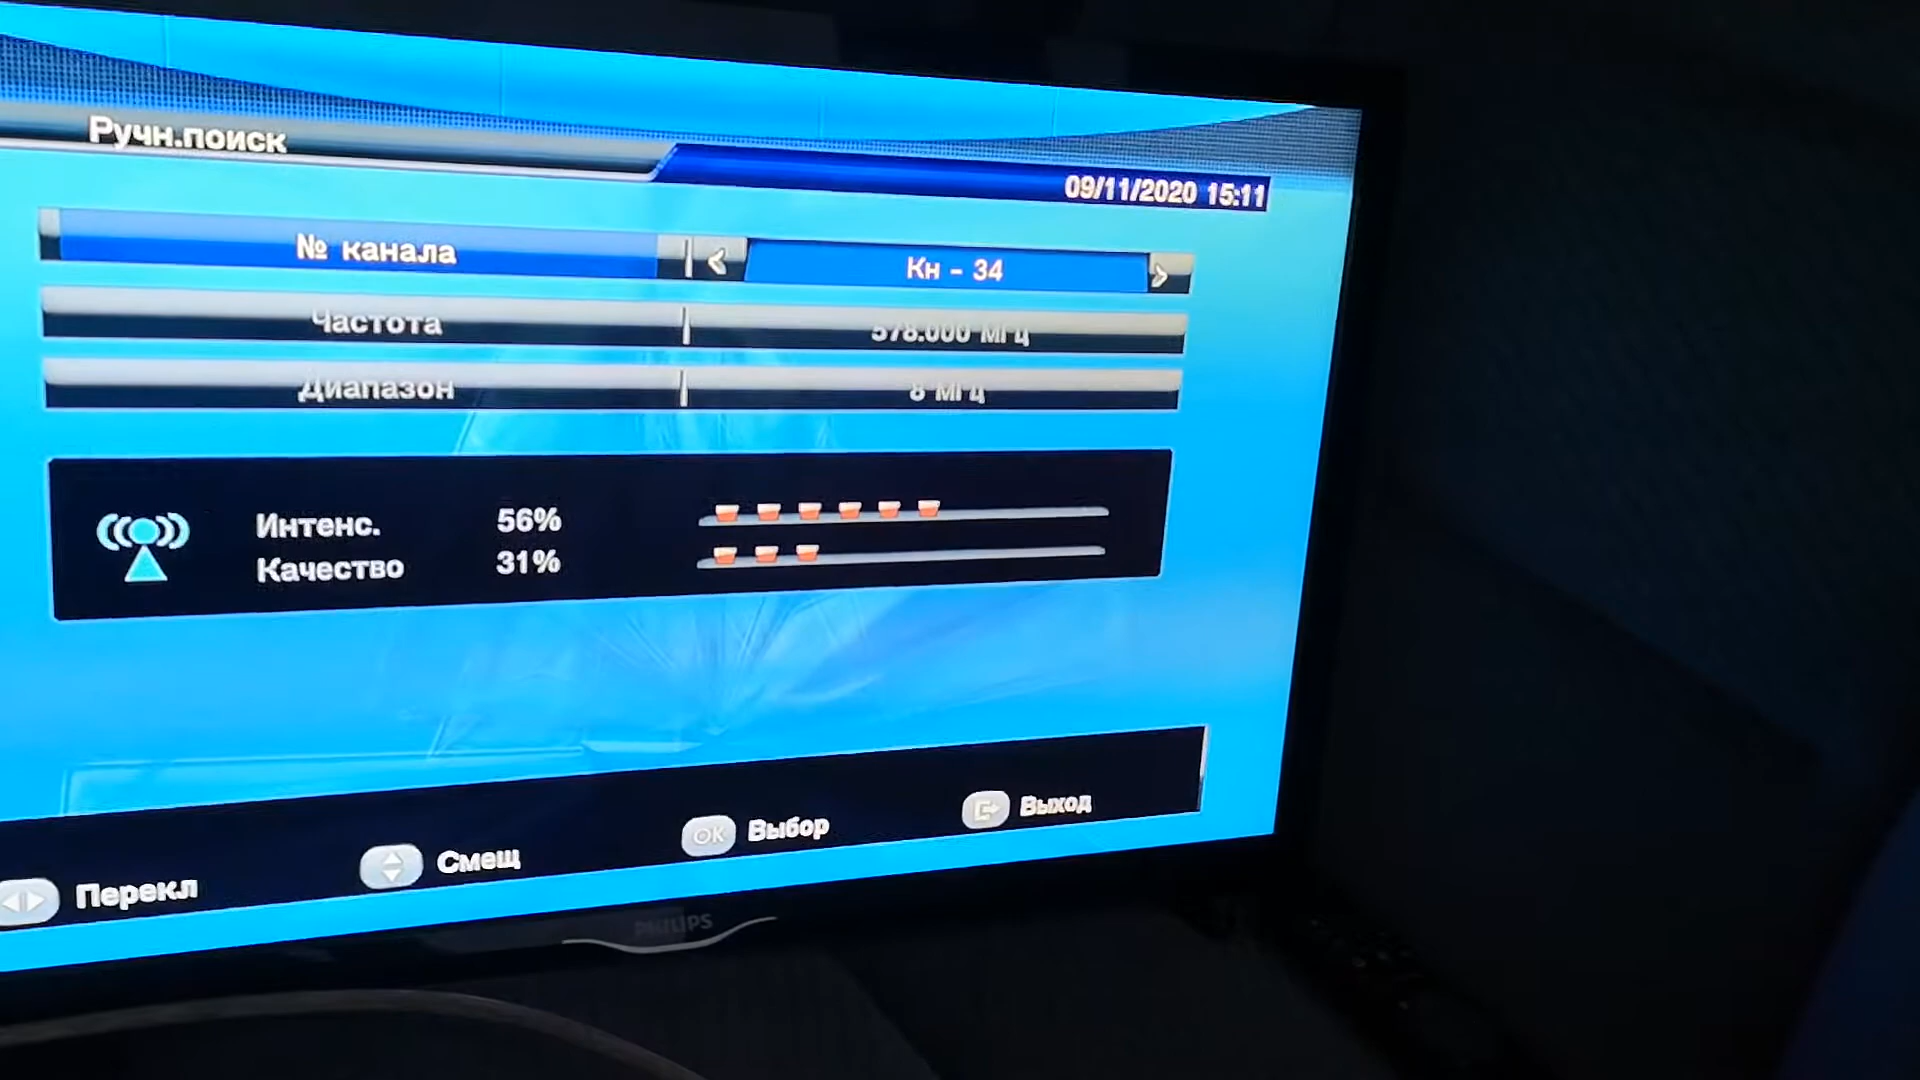 Ручн.поиск
09/11/2020 15:11
№ канала
Кн - 34
Частота
578.000 МГц
Диапазон
8 МГц
Интенс. 56%
Качество 31%
Перекл
Смещ
OK Выбор
Выход
PHILIPS